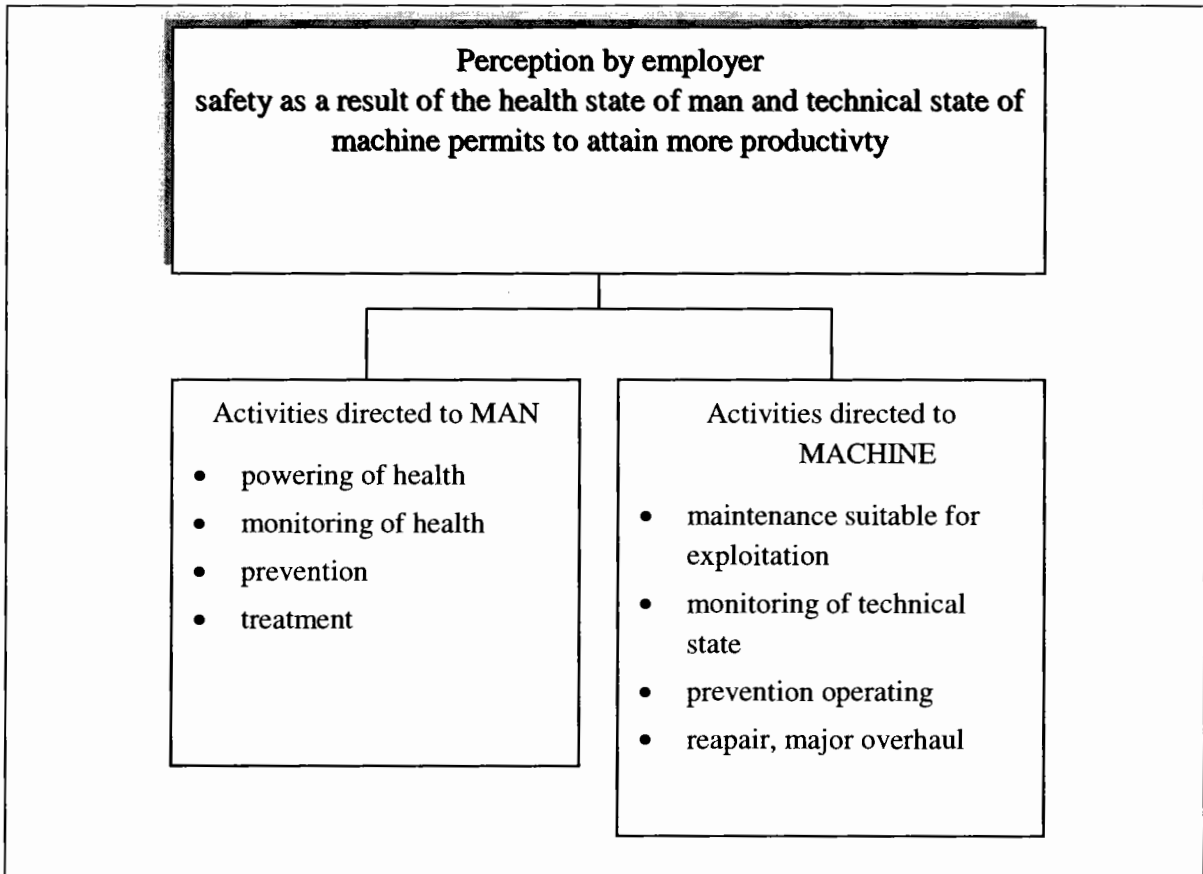 Perception by employer
safety as a result of the health state of man and technical state of
machine permits to attain more productivty
Activities directed to MAN
• powering of health
• monitoring of health
• prevention
• treatment
Activities directed to
MACHINE
• maintenance suitable for
exploitation
• monitoring of technical
state
• prevention operating
• reapair, major overhaul